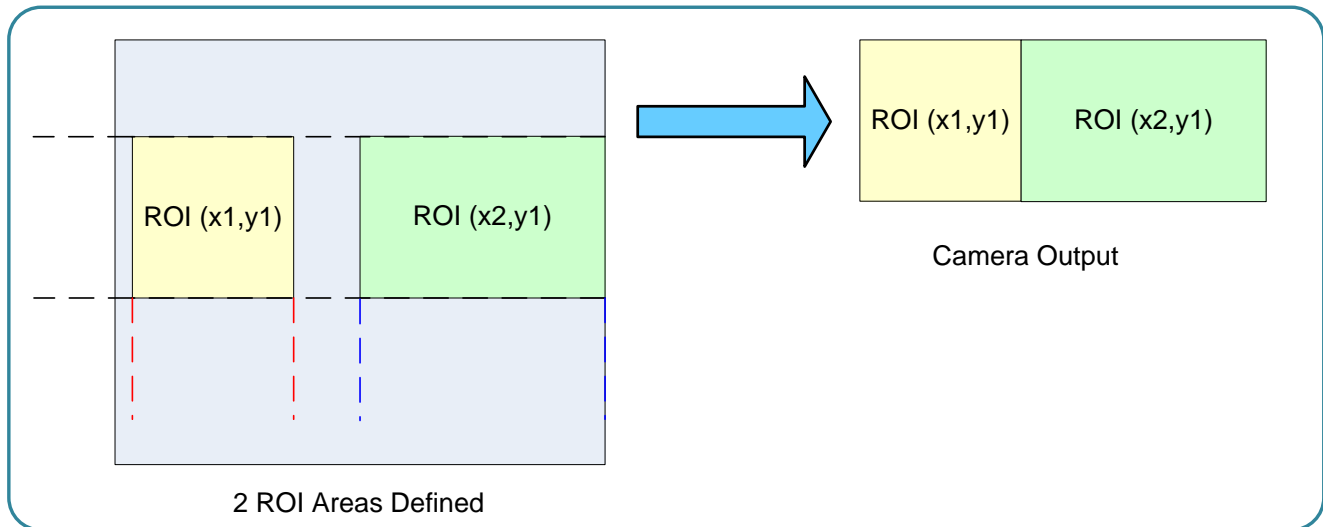 ROI (x1,y1)
ROI (x2,y1)
2 ROI Areas Defined
ROI (x1,y1)
ROI (x2,y1)
Camera Output